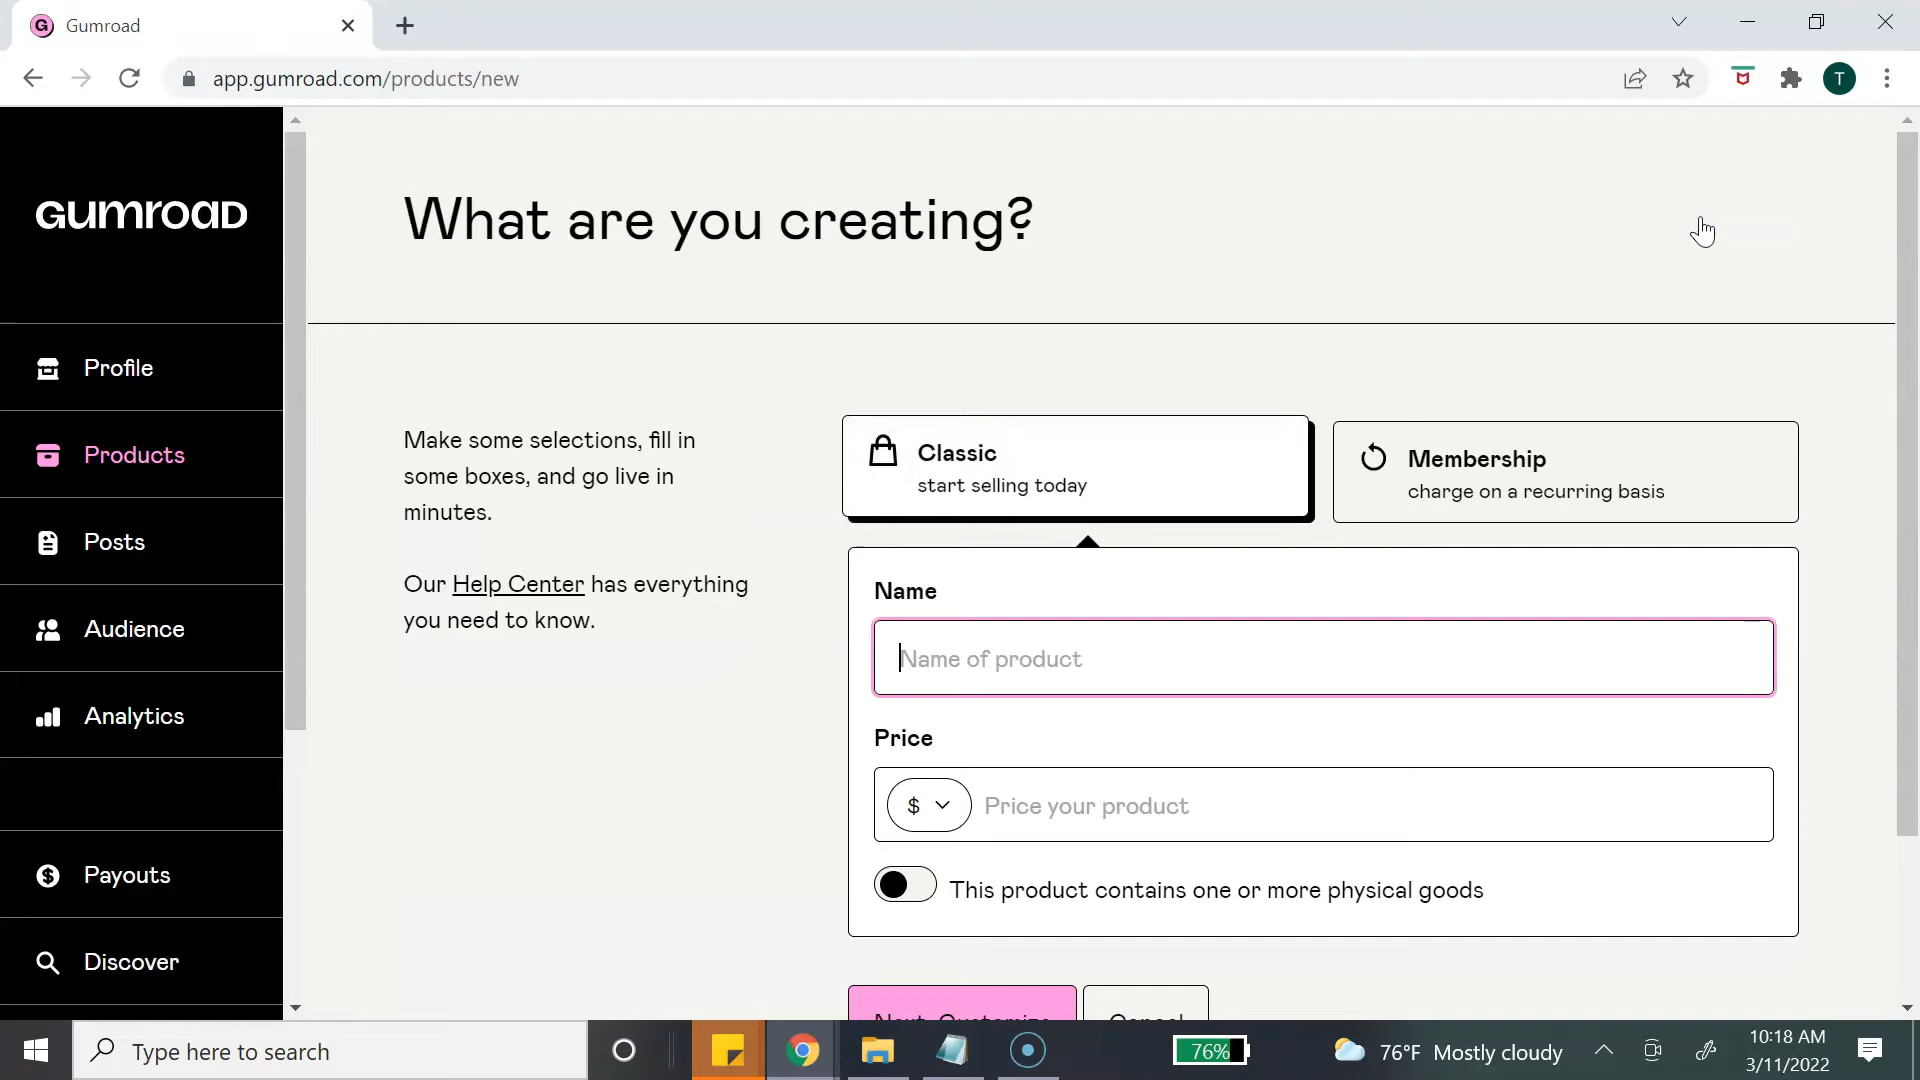 G Gumroad
app.gumroad.com/products/new
T
GUMROAD
What are you creating?
Profile
Products
Posts
Audience
Analytics
Payouts
Discover
Make some selections, fill in
some boxes, and go live in
minutes.
Our Help Center has everything
you need to know.
Classic
start selling today
Membership
charge on a recurring basis
Name
Name of product
Price
$ Price your product
This product contains one or more physical goods
Next: Customize Cancel
Type here to search
76%
76°F Mostly cloudy
10:18 AM
3/11/2022